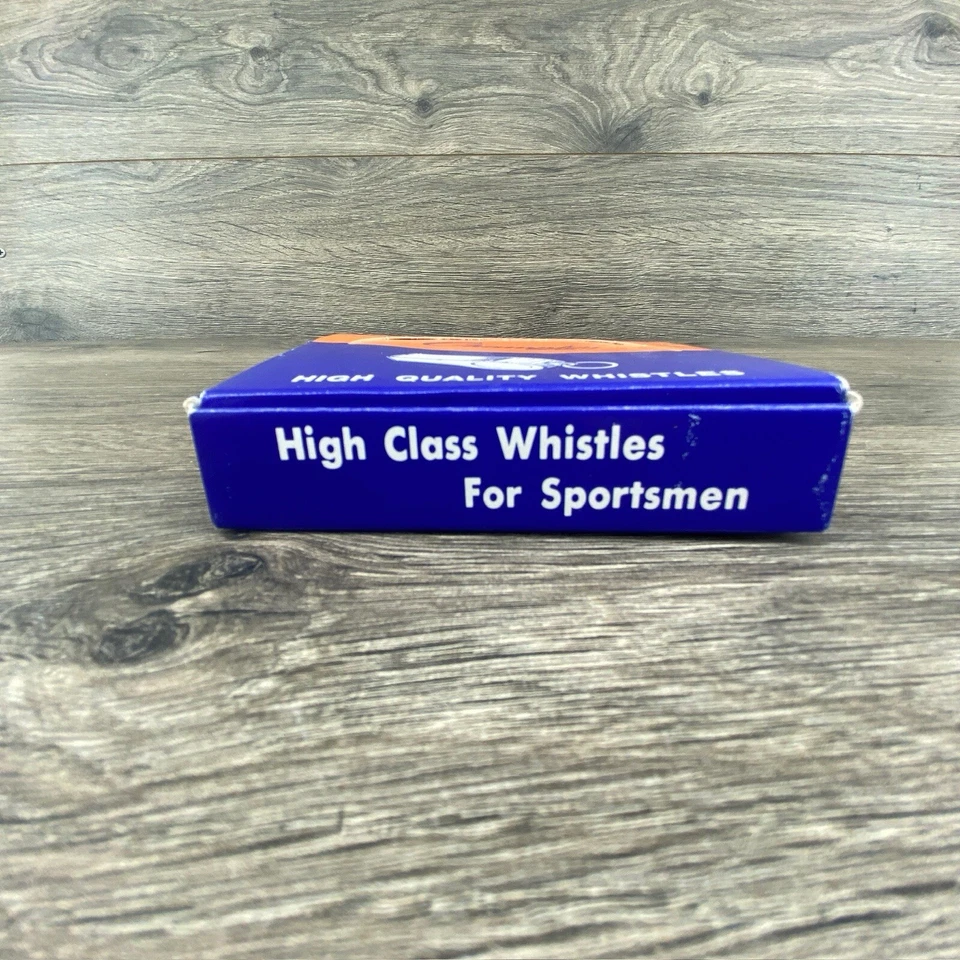 HIGH QUALITY WHISTLES
High Class Whistles
For Sportsmen